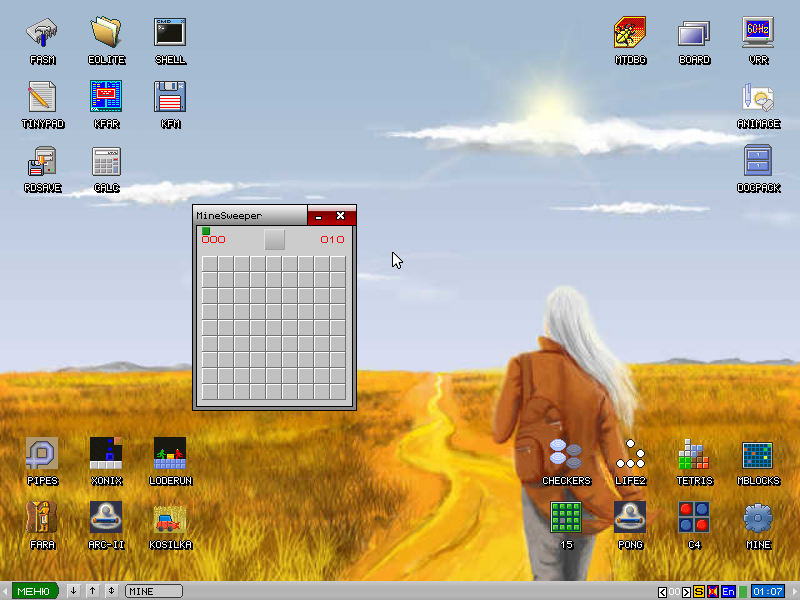 FASM EOLITE SHELL MTDBG BOARD VRR
TINYPAD KFAR KFM ANIMAGE
RDSAVE CALC DOCPACK
MineSweeper
000 010
PIPES XONIX LODERUN CHECKERS LIFE2 TETRIS MBLOCKS
FARA ARC-II KOSILKA 15 PONG C4 MINE
МЕНЮ MINE 00 S En 01:07